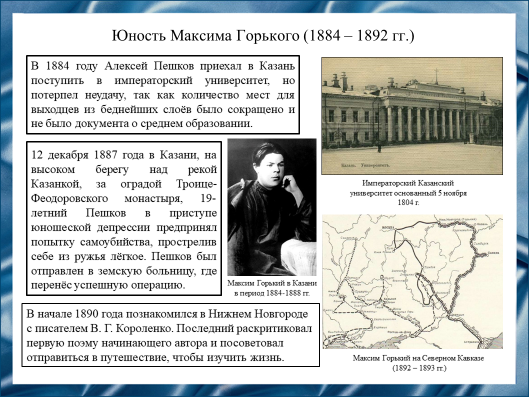 Юность Максима Горького (1884 – 1892 гг.)
В 1884 году Алексей Пешков приехал в Казань
поступить в императорский университет, но
потерпел неудачу, так как количество мест для
выходцев из беднейших слоёв было сокращено и
не было документа о среднем образовании.
12 декабря 1887 года в Казани, на
высоком берегу над рекой
Казанкой, за оградой Троице-
Феодоровского монастыря, 19-
летний Пешков в приступе
юношеской депрессии предпринял
попытку самоубийства, прострелив
себе из ружья лёгкое. Пешков был
отправлен в земскую больницу, где
перенёс успешную операцию.
Казань. Университет.
Императорский Казанский
университет основанный 5 ноября
1804 г.
Максим Горький в Казани
в период 1884-1888 гг.
В начале 1890 года познакомился в Нижнем Новгороде
с писателем В. Г. Короленко. Последний раскритиковал
первую поэму начинающего автора и посоветовал
отправиться в путешествие, чтобы изучить жизнь.
Максим Горький на Северном Кавказе
(1892 – 1893 гг.)